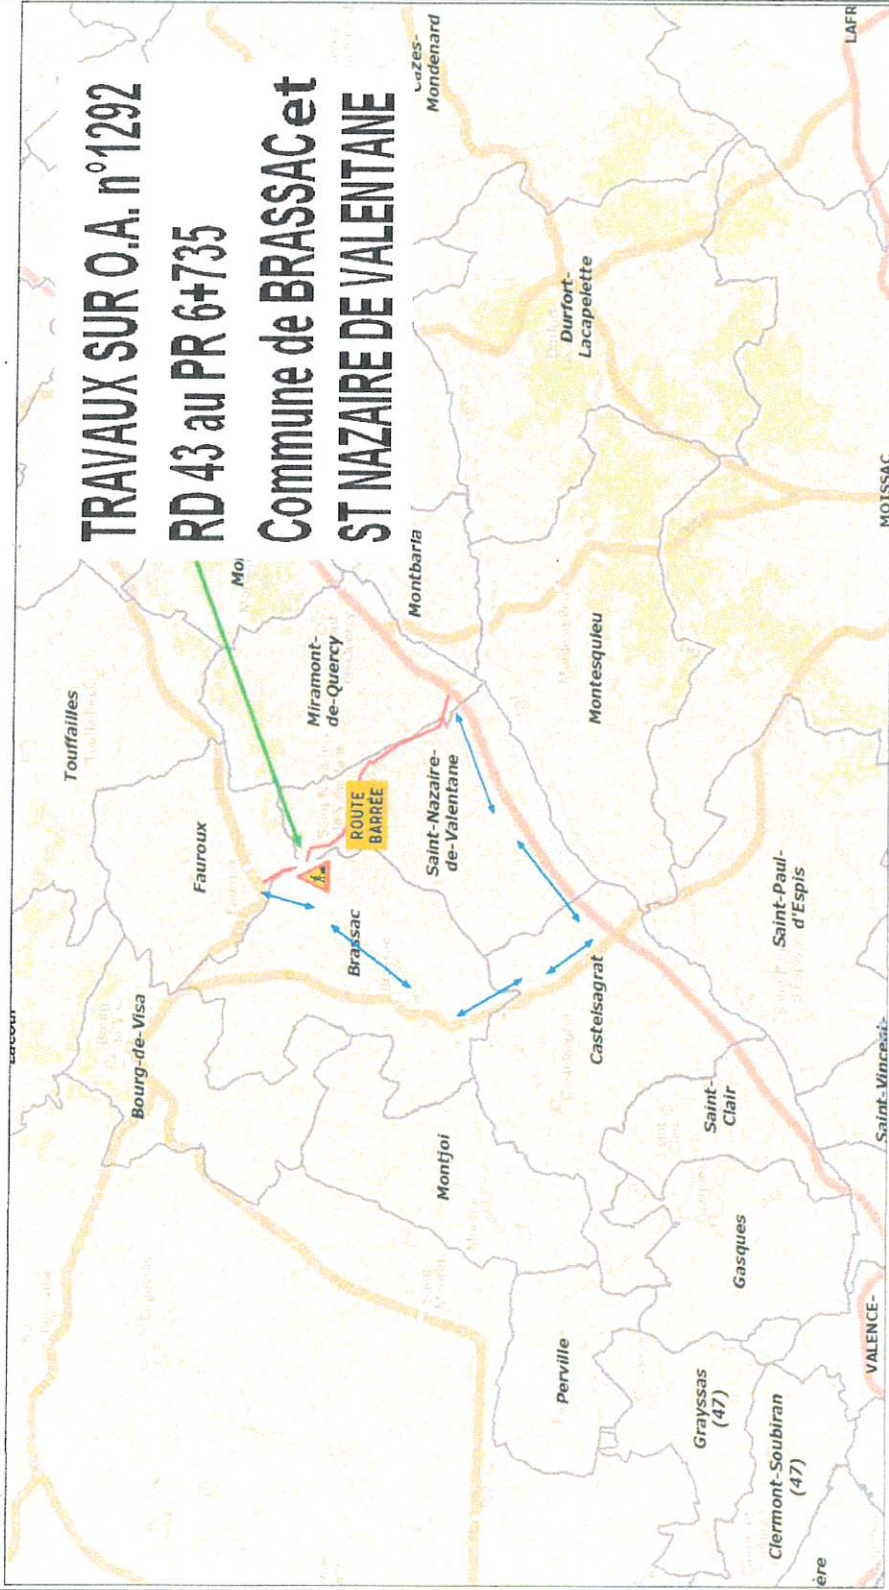 TRAVAUX SUR O.A. n°1292
RD 43 au PR 6+735
Commune de BRASSAC et
ST NAZAIRE DE VALENTANE
Touffailles
Fauroux
Bourg-de-Visa
Miramont-
de-Quercy
ROUTE
BARRÉE
Brassac
Saint-Nazaire-
de-Valentane
Montbarla
Mondenard
Durfort-
Lacapelette
Montesquieu
Montjoi
Castelsagrat
Saint-Paul-
d'Espis
Saint-
Clair
Perville
Gasques
Grayssas
(47)
Clermont-Soubiran
(47)
VALENCE-
MOISSAC
LAFR
ère